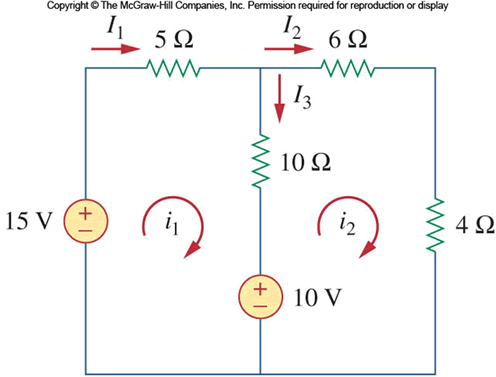 Copyright © The McGraw-Hill Companies, Inc. Permission required for reproduction or display
I₁ 5 Ω I₂ 6 Ω
I₃
10 Ω
15 V + − i₁ i₂ 4 Ω
+ − 10 V